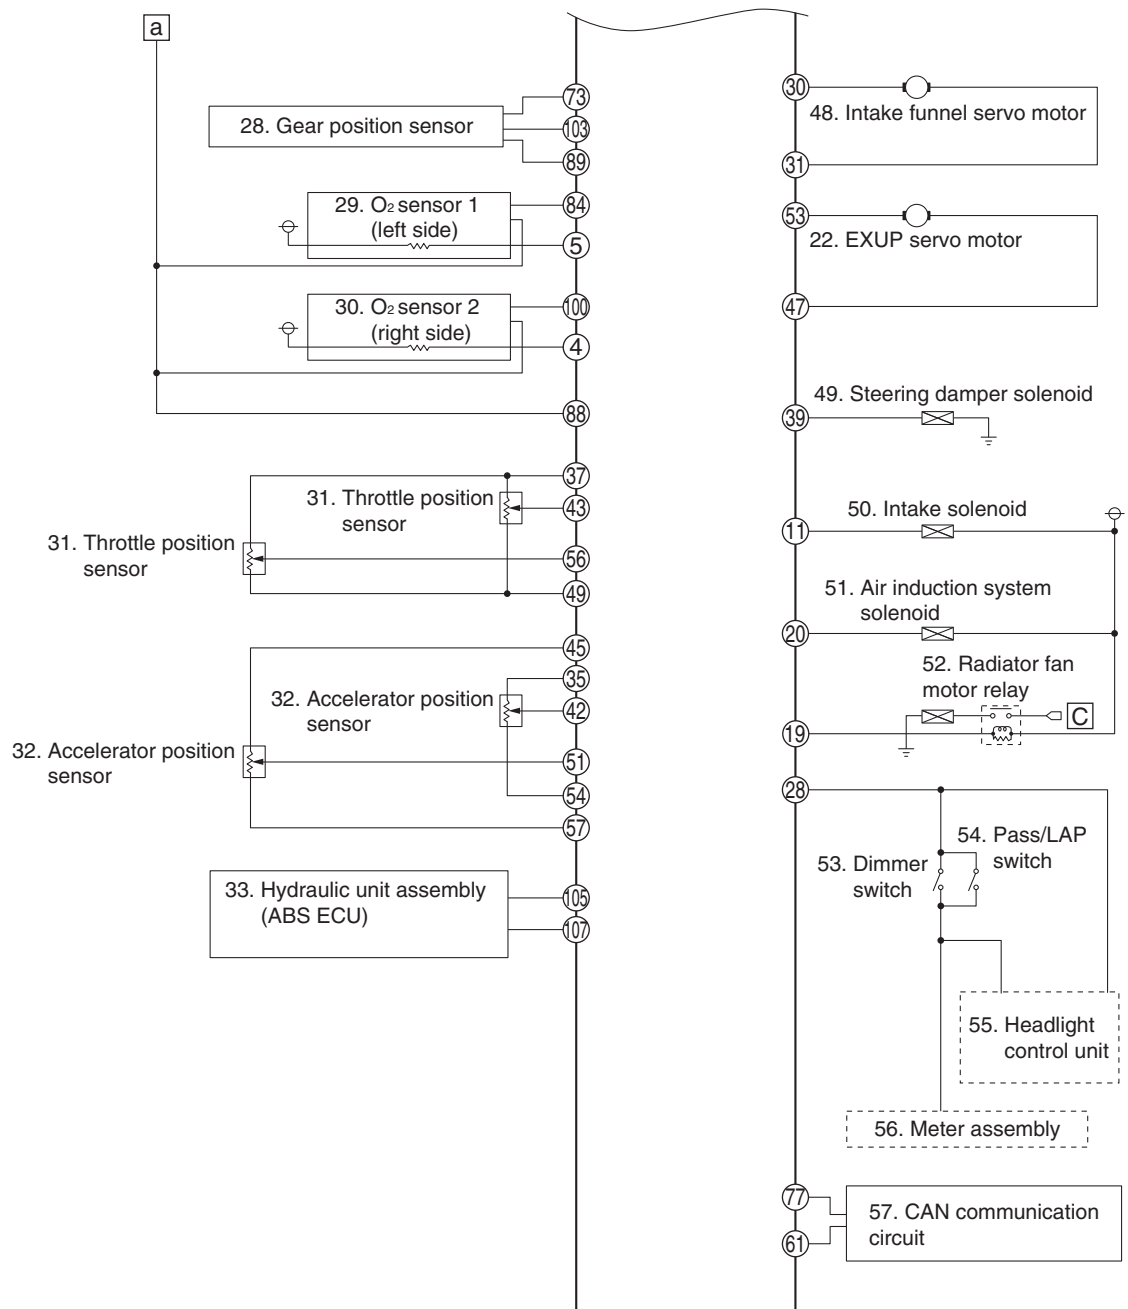 a
73
28. Gear position sensor
103
89
29. O2 sensor 1
(left side)
84
5
30. O2 sensor 2
(right side)
100
4
88
37
31. Throttle position
sensor
43
31. Throttle position
sensor
56
49
45
35
32. Accelerator position
sensor
42
32. Accelerator position
sensor
51
54
57
33. Hydraulic unit assembly
(ABS ECU)
105
107
30
48. Intake funnel servo motor
31
53
22. EXUP servo motor
47
49. Steering damper solenoid
39
50. Intake solenoid
11
51. Air induction system
solenoid
20
52. Radiator fan
motor relay
C
19
28
54. Pass/LAP
switch
53. Dimmer
switch
55. Headlight
control unit
56. Meter assembly
77
57. CAN communication
circuit
61